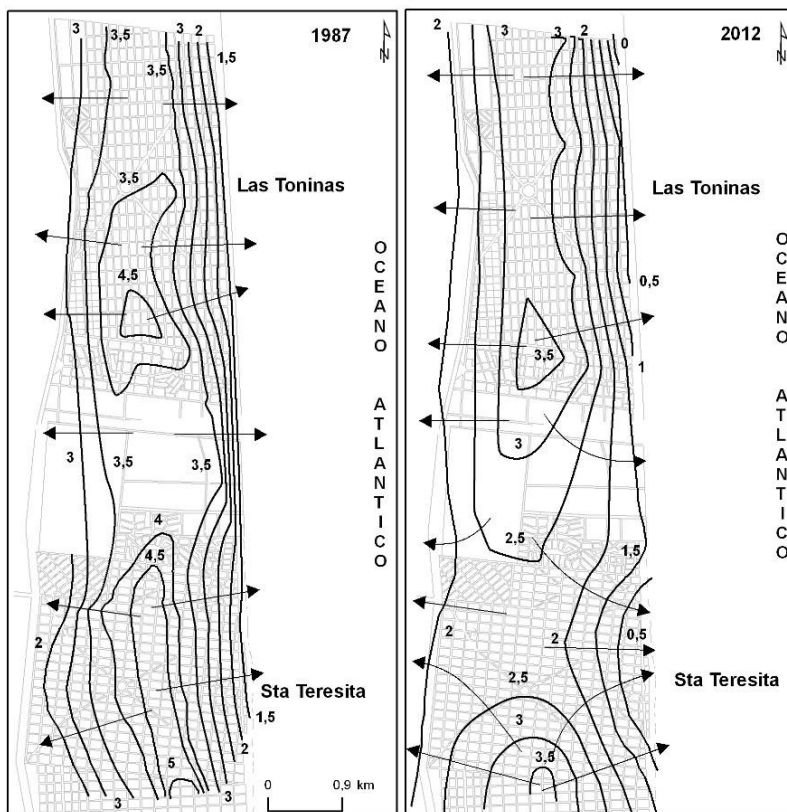 3 3,5 3 2 1987
N
3,5 1,5
3,5
Las Toninas
4,5
OCEANO ATLANTICO
3 3,5 3,5
4
4,5
2
Sta Teresita
1,5
5 2
3 3
0 0,9 km
2 3 3 2 0 2012
N
Las Toninas
OCEANO ATLANTICO
0,5
3,5 1
3
2,5 1,5
2 2 0,5
2,5 Sta Teresita
3
3,5